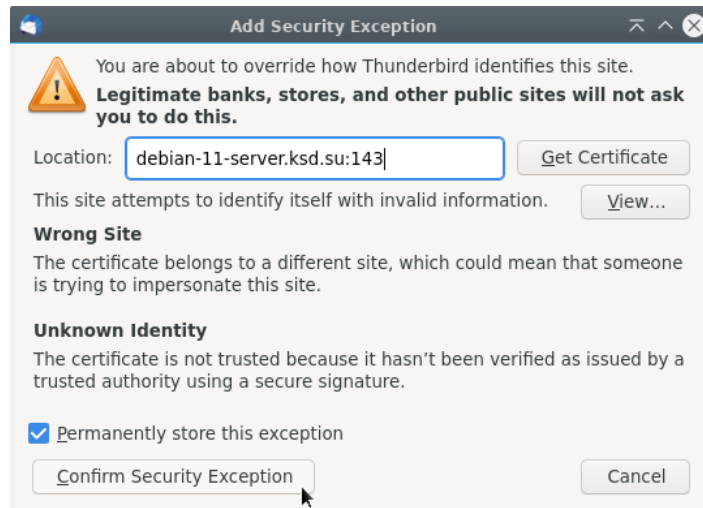 Add Security Exception
You are about to override how Thunderbird identifies this site.
Legitimate banks, stores, and other public sites will not ask
you to do this.
Location: debian-11-server.ksd.su:143 Get Certificate
This site attempts to identify itself with invalid information. View...
Wrong Site
The certificate belongs to a different site, which could mean that someone
is trying to impersonate this site.
Unknown Identity
The certificate is not trusted because it hasn’t been verified as issued by a
trusted authority using a secure signature.
Permanently store this exception
Confirm Security Exception Cancel